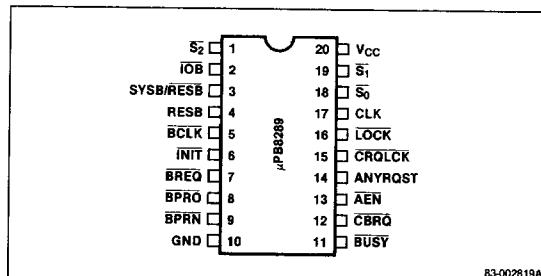 S2 1 20 VCC
IOB 2 19 S1
SYSB/RESB 3 18 S0
RESB 4 17 CLK
BCLK 5 16 LOCK
INIT 6 15 CRQLCK
BREQ 7 14 ANYRQST
BPRO 8 13 AEN
BPRN 9 12 CBRQ
GND 10 11 BUSY
µPB8289
83-002819A